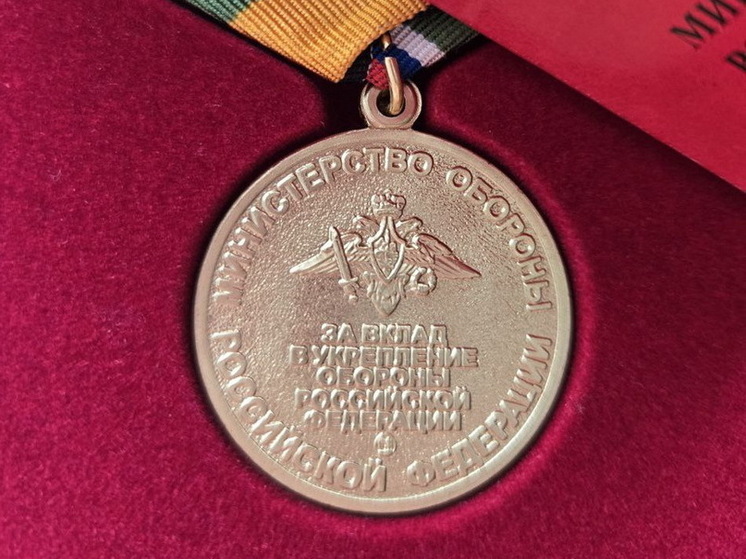 МИНИСТЕРСТВО ОБОРОНЫ
РОССИЙСКОЙ ФЕДЕРАЦИИ
ЗА ВКЛАД
В УКРЕПЛЕНИЕ
ОБОРОНЫ
РОССИЙСКОЙ
ФЕДЕРАЦИИ